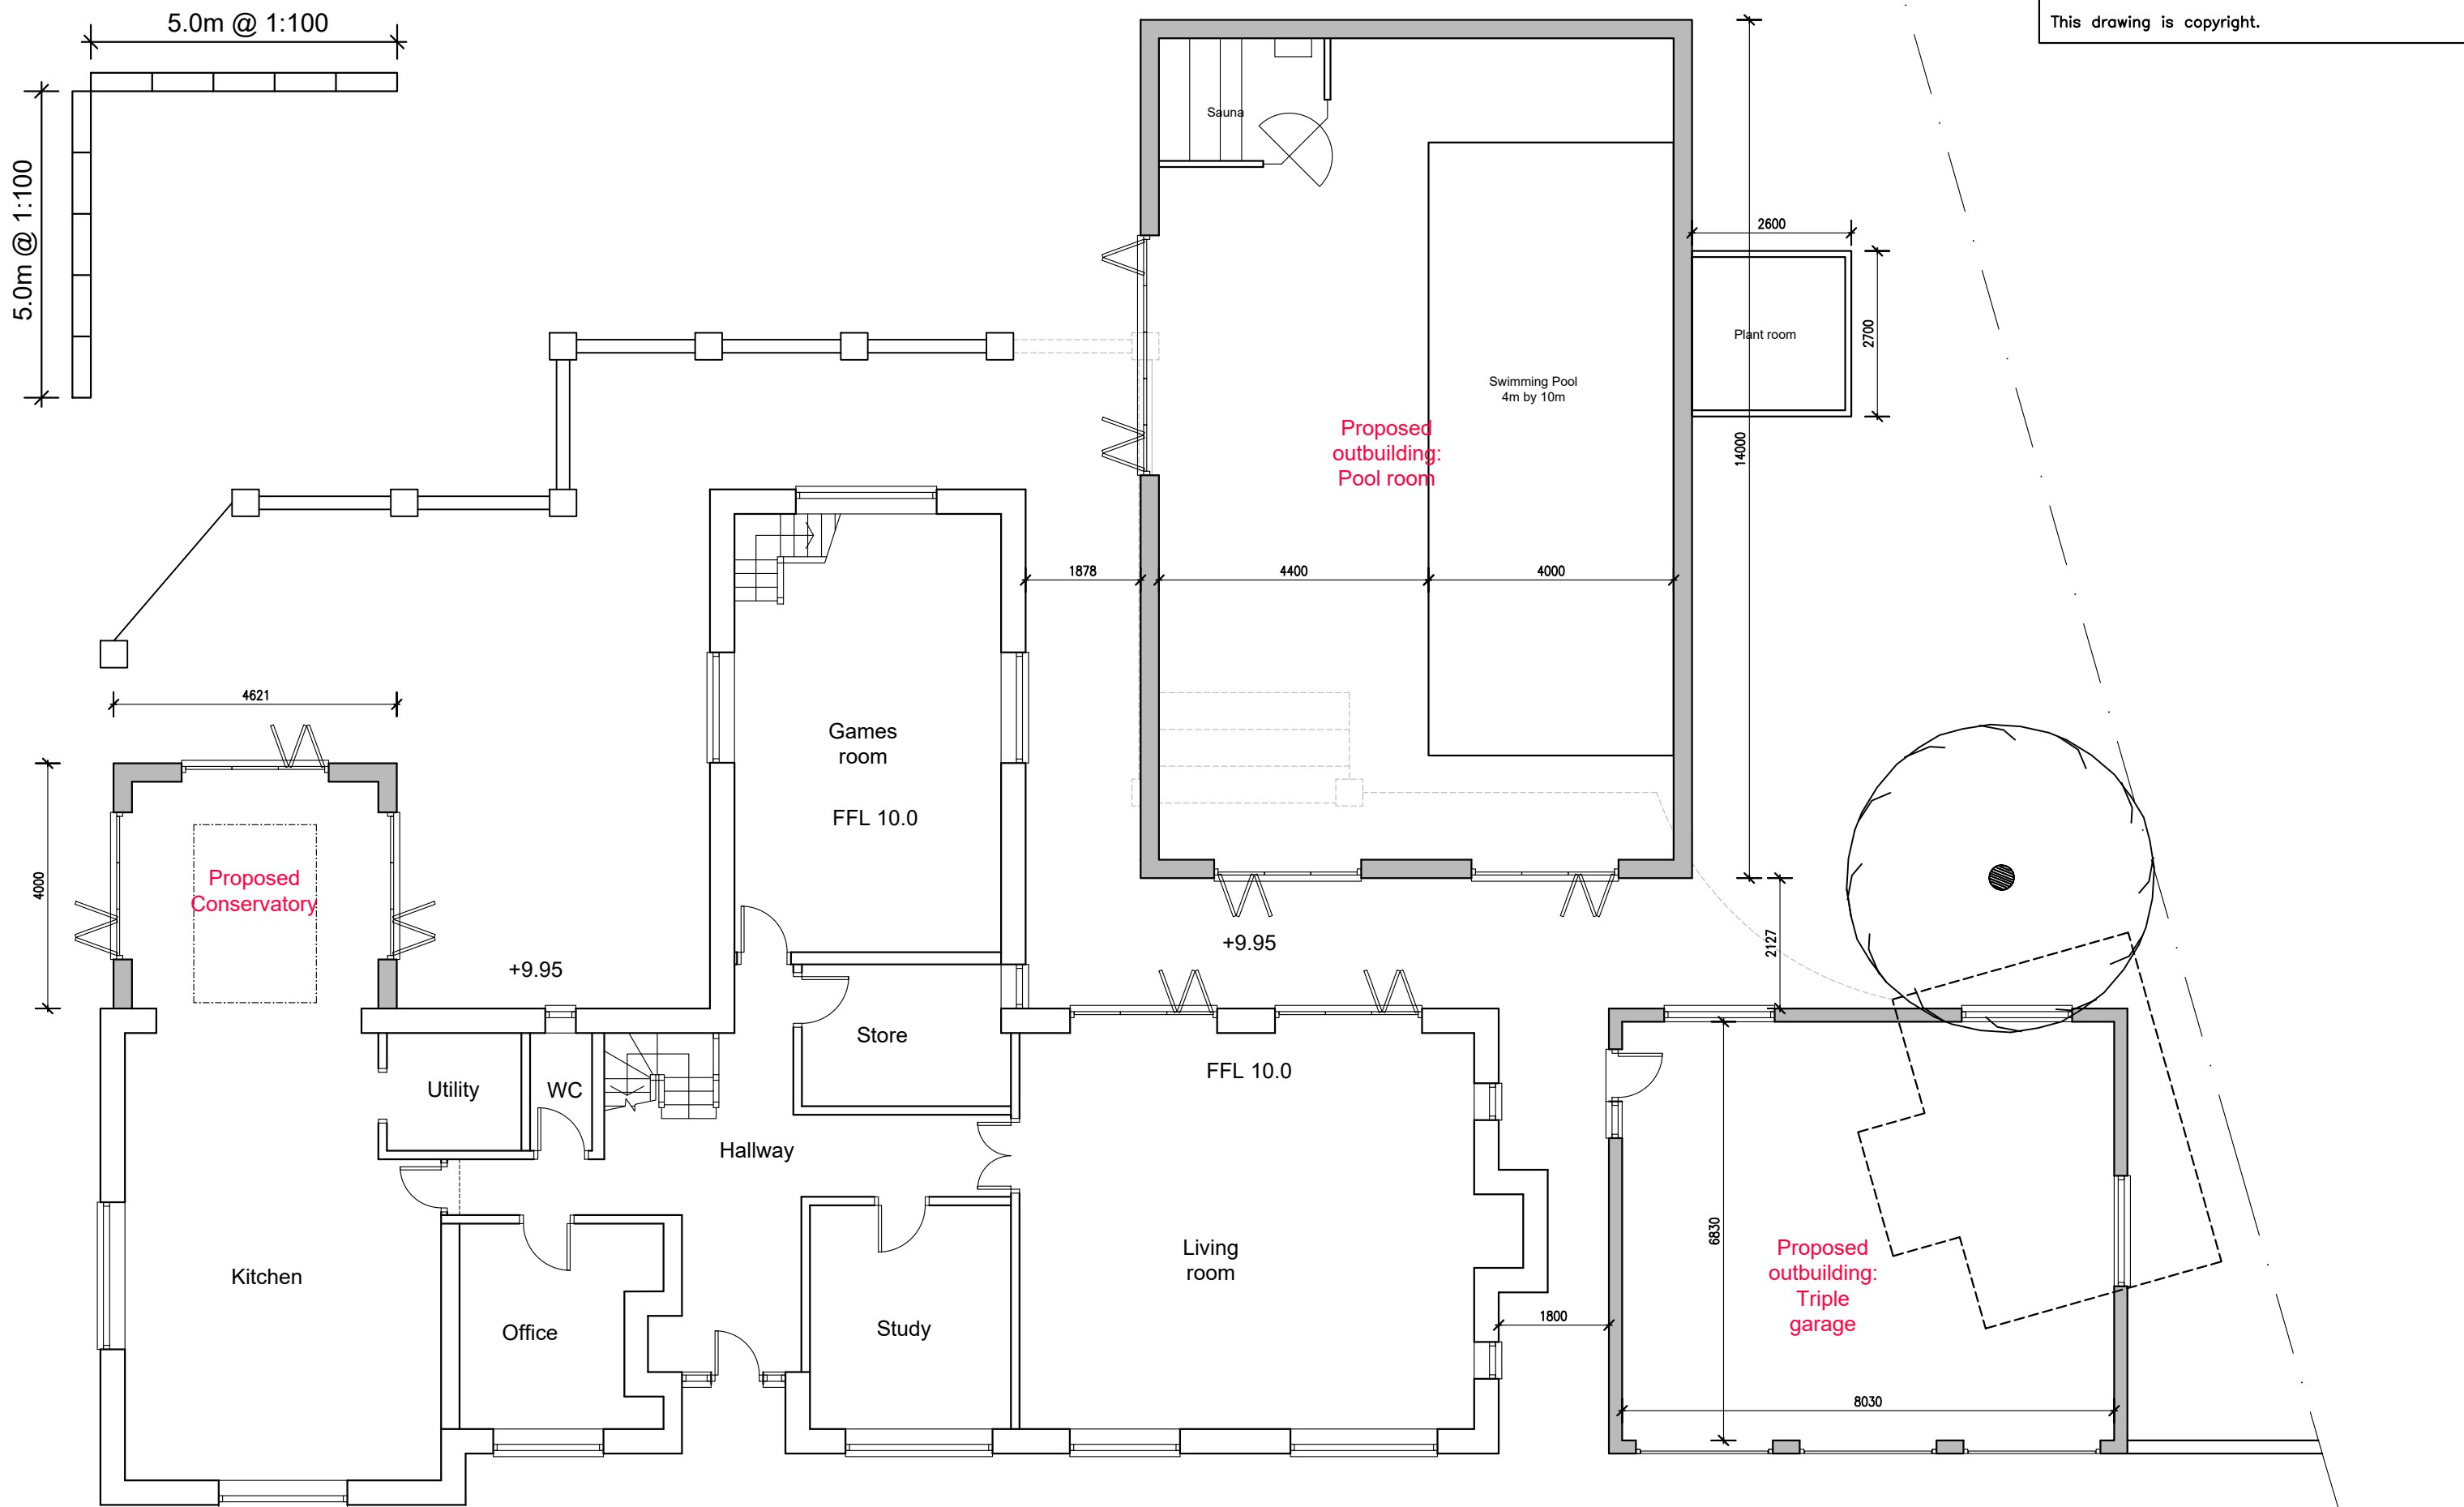 5.0m @ 1:100
This drawing is copyright.
5.0m @ 1:100
Sauna
2600
Plant room
2700
Swimming Pool
4m by 10m
Proposed
outbuilding:
Pool room
14000
1878
4400
4000
4621
Games
room
FFL 10.0
4000
Proposed
Conservatory
+9.95
+9.95
2127
Store
Utility
WC
FFL 10.0
Hallway
Kitchen
Office
Study
Living
room
1800
6830
Proposed
outbuilding:
Triple
garage
8030